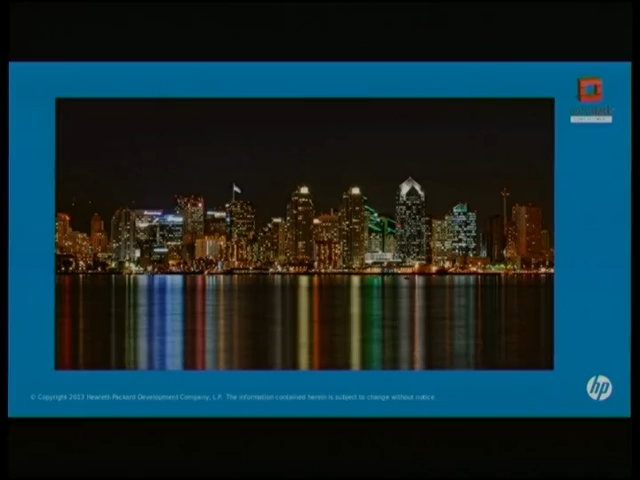 © Copyright 2013 Hewlett-Packard Development Company, L.P. The information contained herein is subject to change without notice.
hp